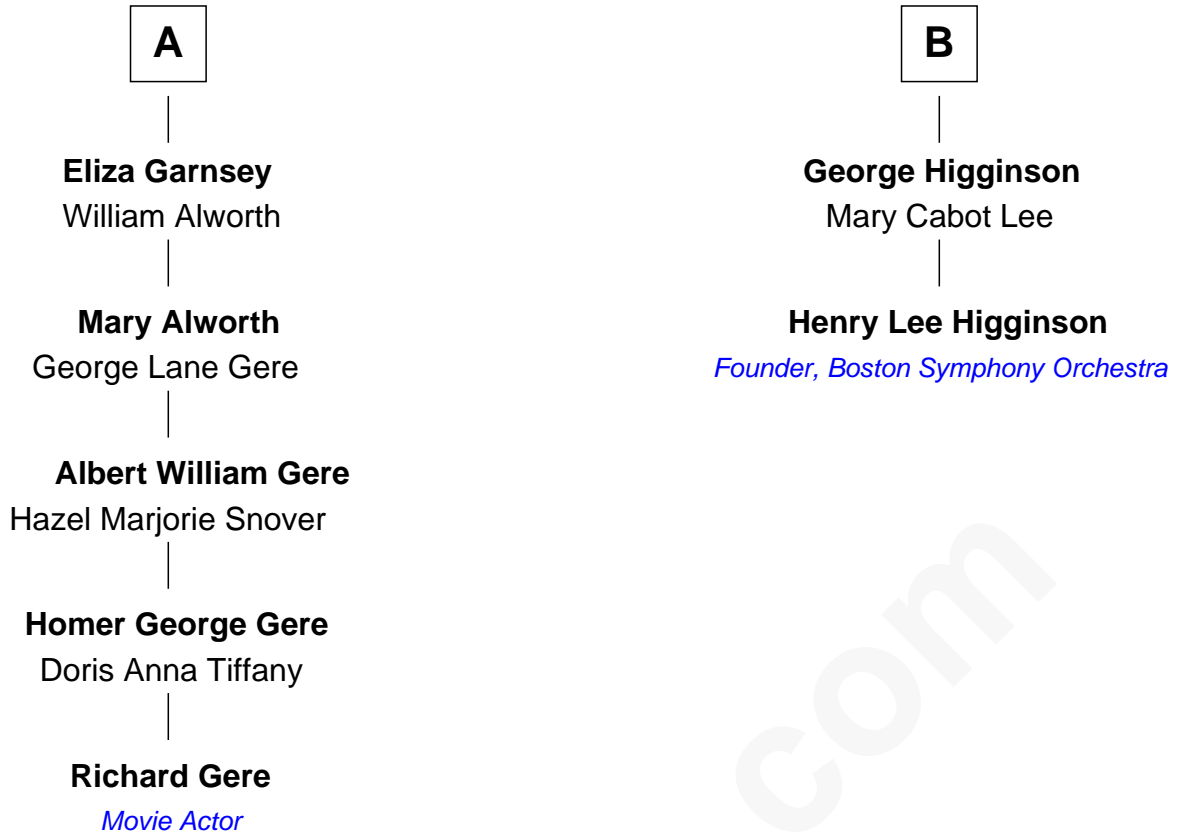 A
Eliza Garnsey
William Alworth
Mary Alworth
George Lane Gere
Albert William Gere
Hazel Marjorie Snover
Homer George Gere
Doris Anna Tiffany
Richard Gere
Movie Actor
B
George Higginson
Mary Cabot Lee
Henry Lee Higginson
Founder, Boston Symphony Orchestra
com